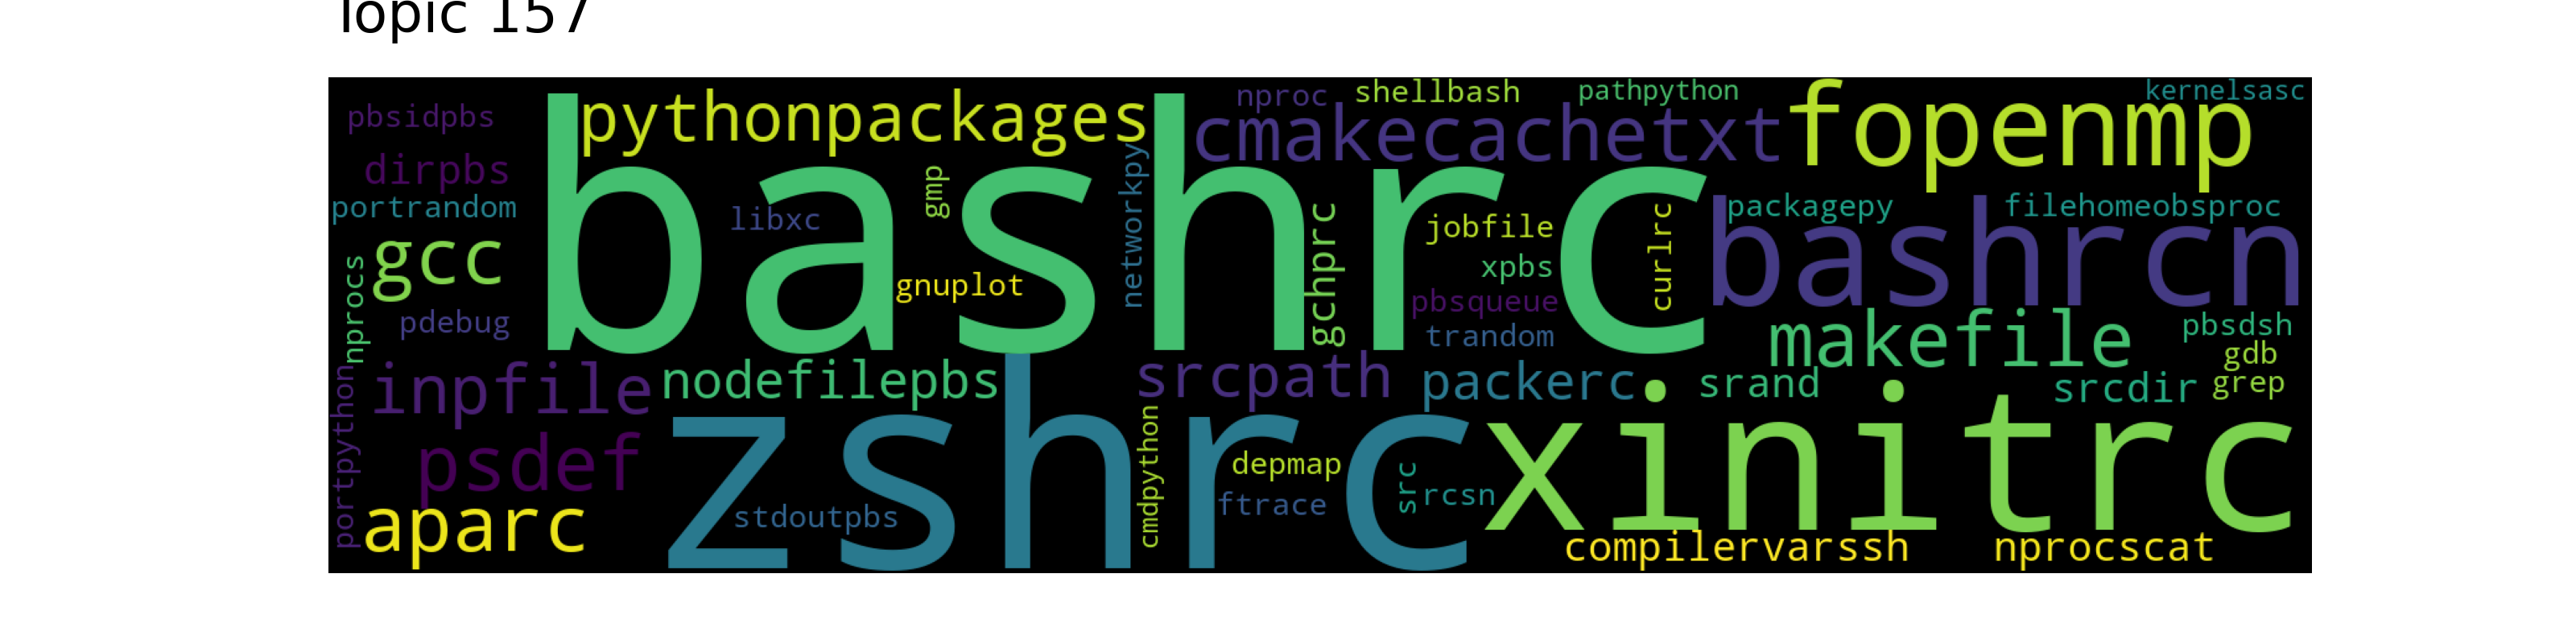 Topic 157
pbsidpbs
dirpbs
portrandom
gcc
nprocs
pdebug
portpython
inpfile
psdef
aparc
pythonpackages
bashrc
libxc
gmp
gnuplot
networkpy
nproc
shellbash
pathpython
kernelsasc
cmakecachetxt
fopenmp
gchprc
jobfile
xpbs
pbsqueue
trandom
curlrc
packagepy
filehomeobsproc
bashrcn
makefile
pbsdsh
gdb
grep
nodefilepbs
srcpath
packerc
srand
srcdir
zshrc
stdoutpbs
cmdpython
depmap
ftrace
src
rcsn
xinitrc
compilervarssh
nprocscat